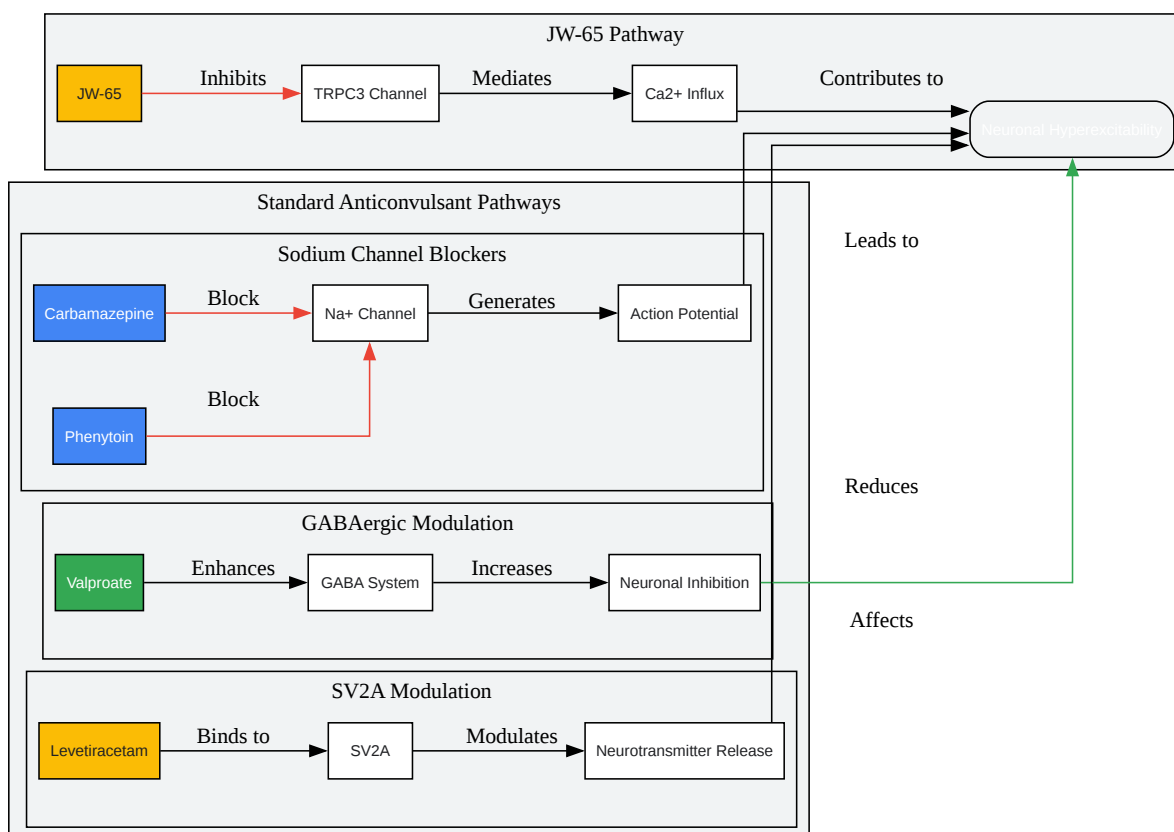 JW-65 Pathway
JW-65
Inhibits
TRPC3 Channel
Mediates
Ca2+ Influx
Contributes to
Neuronal Hyperexcitability
Standard Anticonvulsant Pathways
Sodium Channel Blockers
Carbamazepine
Block
Na+ Channel
Generates
Action Potential
Leads to
Phenytoin
Block
Reduces
GABAergic Modulation
Valproate
Enhances
GABA System
Increases
Neuronal Inhibition
Affects
SV2A Modulation
Levetiracetam
Binds to
SV2A
Modulates
Neurotransmitter Release